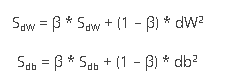 S_dW = β * S_dW + (1 – β) * dW²
S_db = β * S_db + (1 – β) * db²